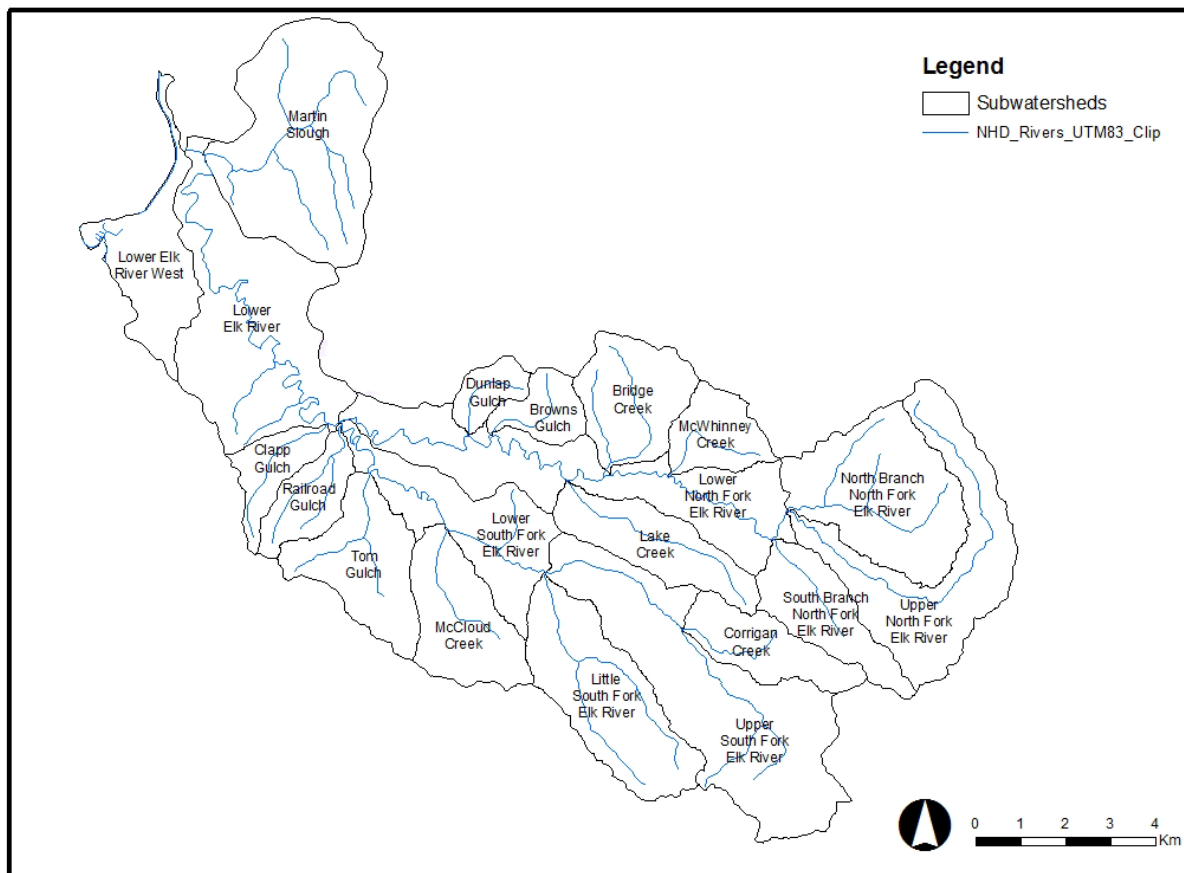 Legend
Subwatersheds
NHD_Rivers_UTM83_Clip
Martin
Slough
Lower Elk
River West
Lower
Elk River
Dunlap
Gulch
Browns
Gulch
Bridge
Creek
McWhinney
Creek
Clapp
Gulch
Railroad
Gulch
Tom
Gulch
Lower
South Fork
Elk River
McCloud
Creek
Lake
Creek
Lower
North Fork
Elk River
North Branch
North Fork
Elk River
South Branch
North Fork
Elk River
Upper
North Fork
Elk River
Corrigan
Creek
Little
South Fork
Elk River
Upper
South Fork
Elk River
0 1 2 3 4
Km